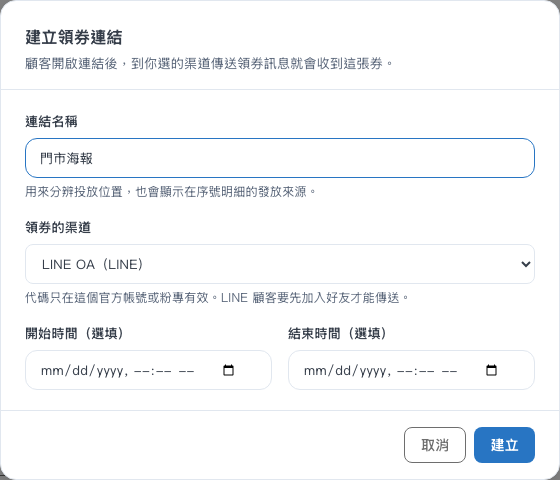 建立領券連結
顧客開啟連結後，到你選的渠道傳送領券訊息就會收到這張券。
連結名稱
門市海報
用來分辨投放位置，也會顯示在序號明細的發放來源。
領券的渠道
LINE OA（LINE）
代碼只在這個官方帳號或粉專有效。LINE 顧客要先加入好友才能傳送。
開始時間（選填） 結束時間（選填）
mm/dd/yyyy, --:-- -- mm/dd/yyyy, --:-- --
取消 建立